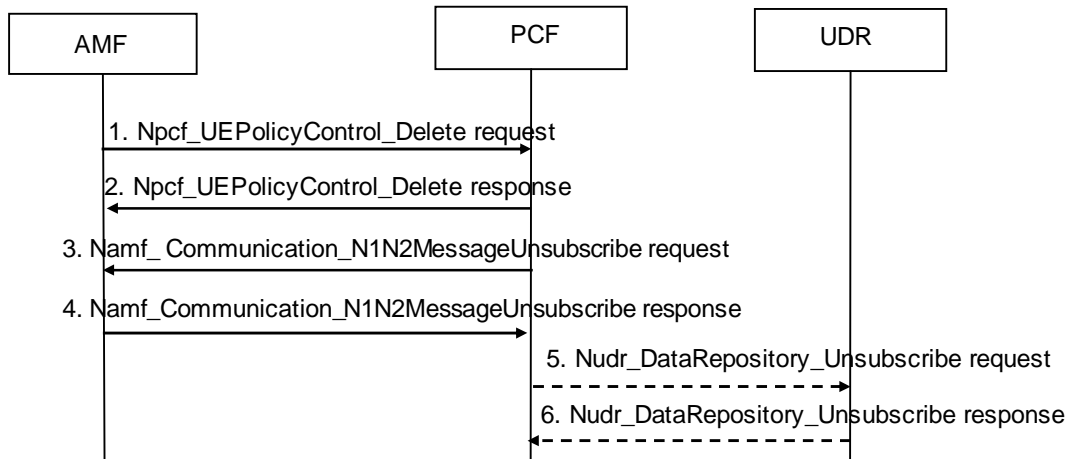 AMF
PCF
UDR
1. Npcf_UEPolicyControl_Delete request
2. Npcf_UEPolicyControl_Delete response
3. Namf_ Communication_N1N2MessageUnsubscribe request
4. Namf_Communication_N1N2MessageUnsubscribe response
5. Nudr_DataRepository_Unsubscribe request
6. Nudr_DataRepository_Unsubscribe response